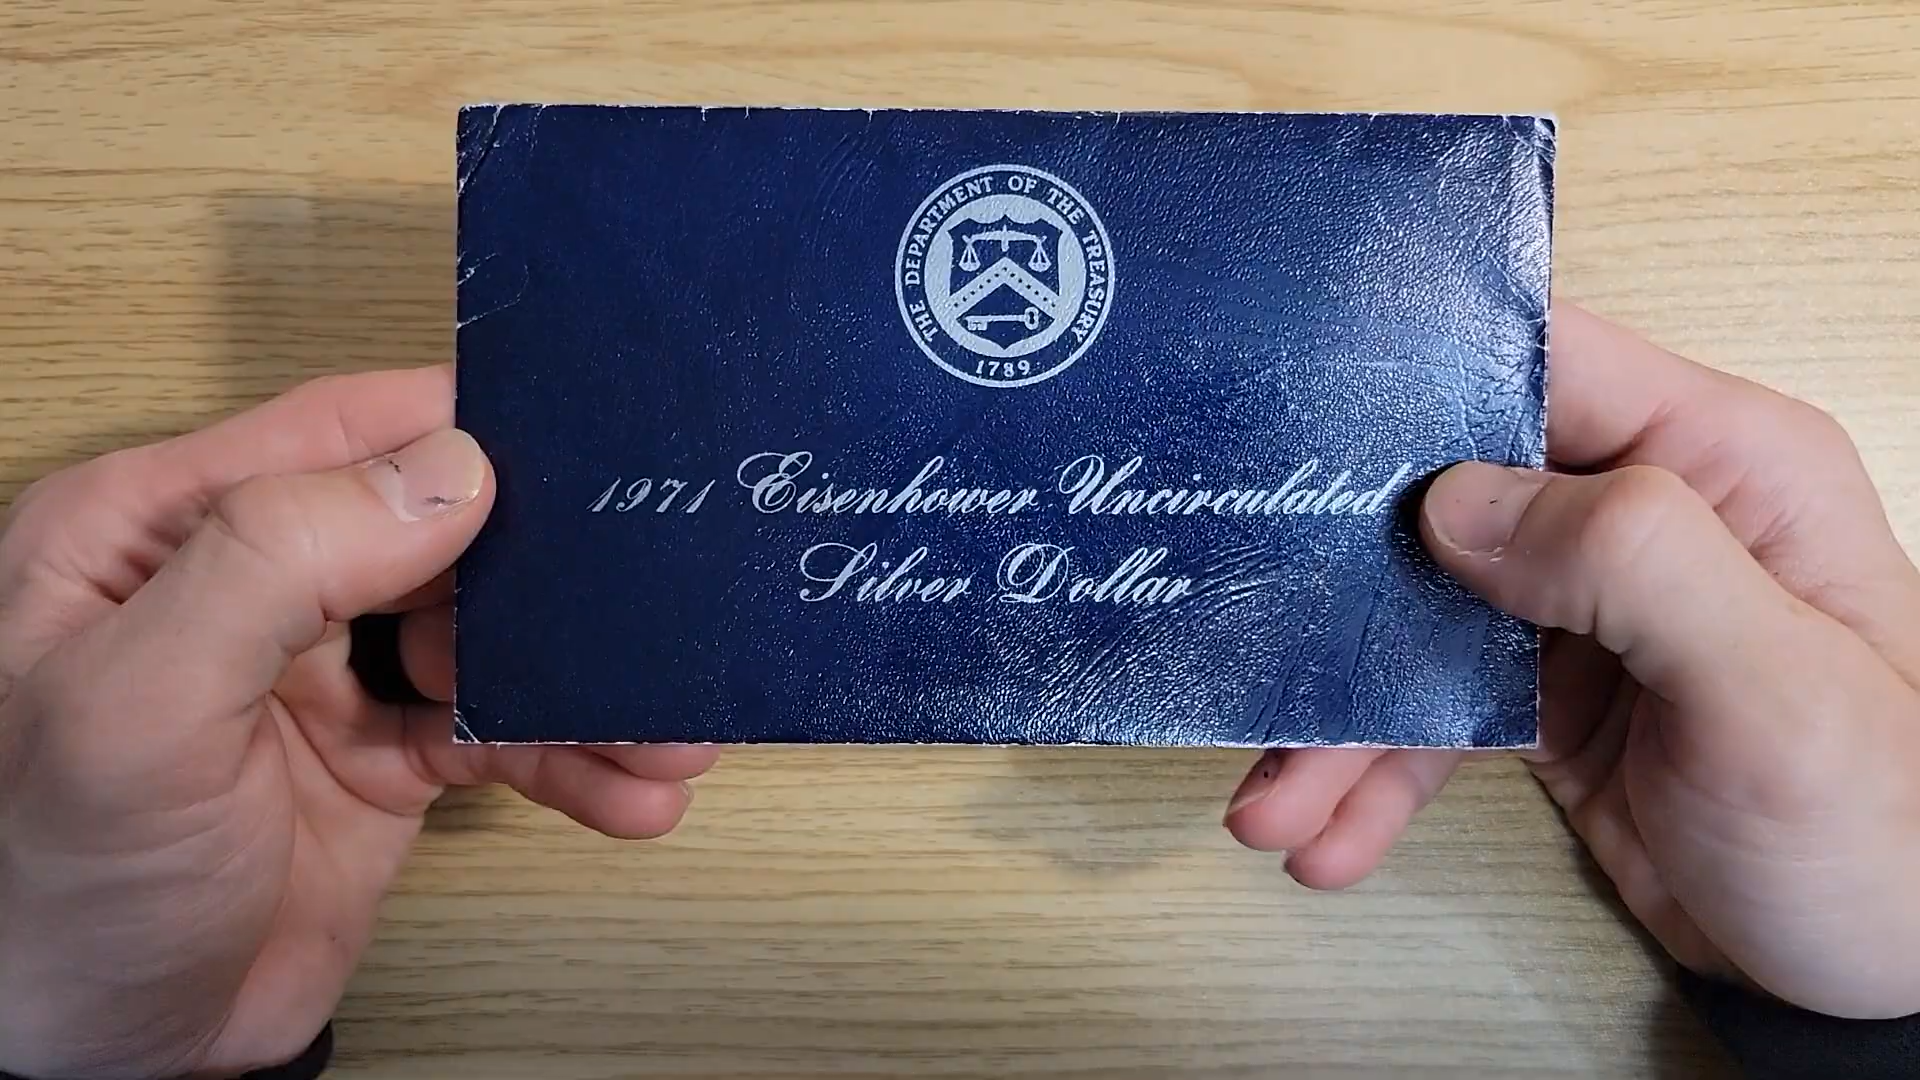 THE DEPARTMENT OF THE TREASURY
1789
1971 Eisenhower Uncirculated
Silver Dollar